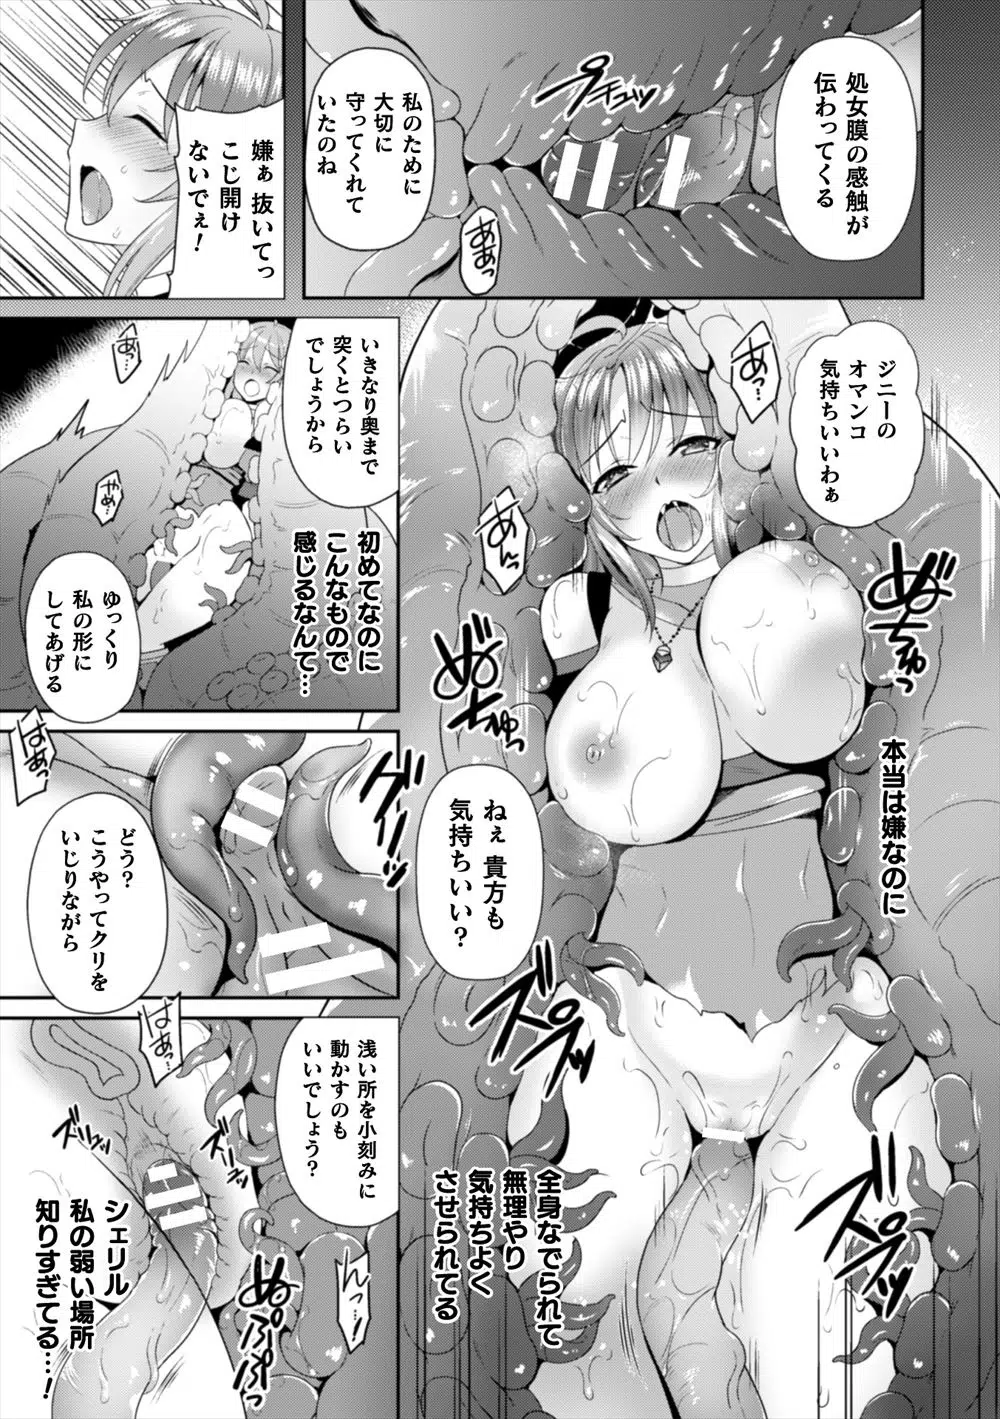 処女膜の感触が
伝わってくる
プチュッ
私のために
大切に
守ってくれて
いたのね
ああっ
嫌ぁ 抜いてっ
こじ開け
ないでぇ！
ジニーの
オマンコ
気持ちいいわぁ
あっ…
あんっ
ぬちゅっ
ぬちゅっ
本当は嫌なのに
ねぇ 貴方も
気持ちいい？
ズプッ
ズプッ
全身なでられて
無理やり
気持ちよく
させられてる
いきなり奥まで
突くとつらい
でしょうから
あっ…
やめ…
初めてなのに
こんなもので
感じるなんて…
ゆっくり
私の形に
してあげる
はあっ
グリッ
どう？
こうやってクリを
いじりながら
はあっ
浅い所を小刻みに
動かすのも
いいでしょう？
ズッ
ズッ
ぬぷぷっ
んっ…！
シェリル
私の弱い場所
知りすぎてる…！